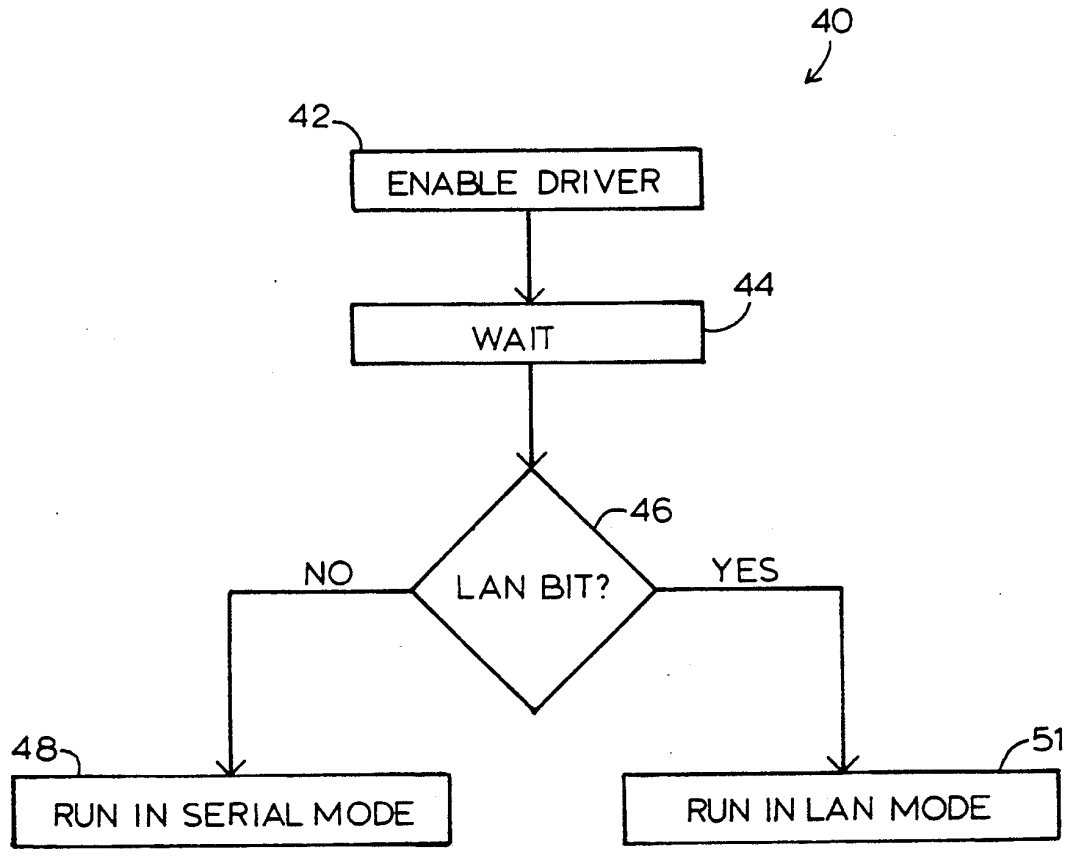 40
42
ENABLE DRIVER
44
WAIT
46
LAN BIT?
NO
YES
48
RUN IN SERIAL MODE
51
RUN IN LAN MODE